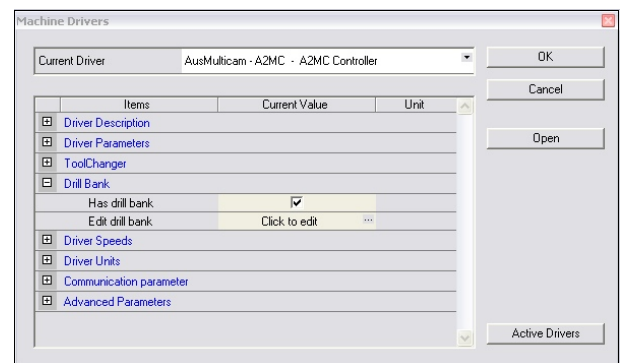 Machine Drivers
Current Driver AusMulticam - A2MC - A2MC Controller
OK
Cancel
Open
Items Current Value Unit
Driver Description
Driver Parameters
ToolChanger
Drill Bank
Has drill bank
Edit drill bank Click to edit ...
Driver Speeds
Driver Units
Communication parameter
Advanced Parameters
Active Drivers